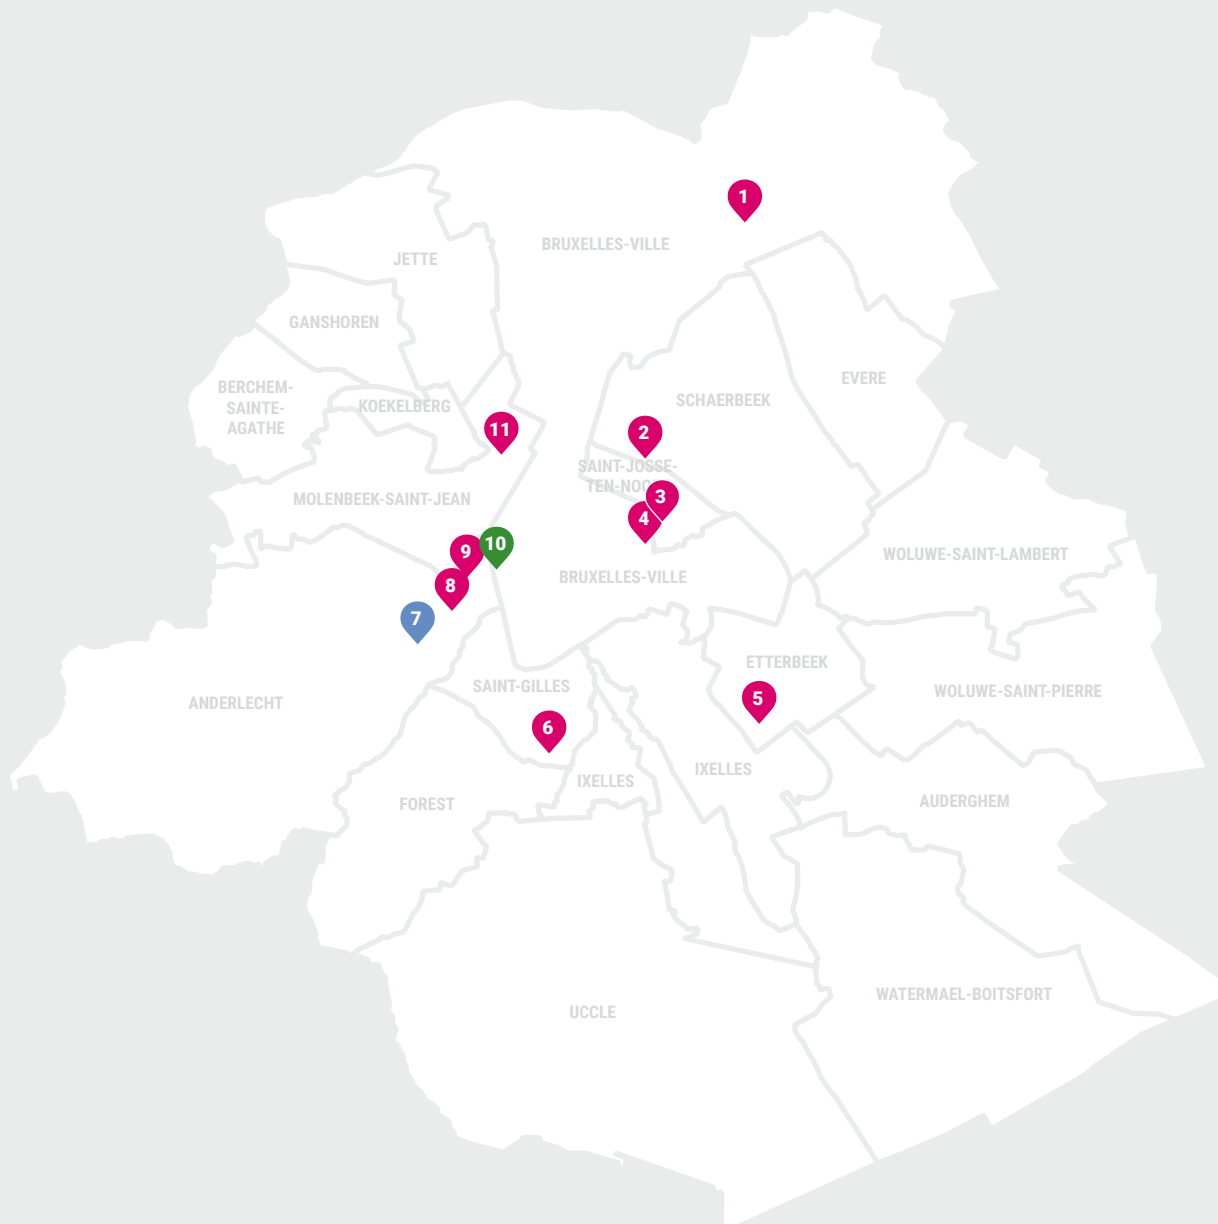 1
BRUXELLES-VILLE
JETTE
GANSHOREN
EVERE
BERCHEM-
SAINTE-
AGATHE
KOEKELBERG
SCHAERBEEK
11
2
SAINT-JOSSE-
TEN-NOO
MOLENBEEK-SAINT-JEAN
3
4
9
10
WOLUWE-SAINT-LAMBERT
BRUXELLES-VILLE
8
7
ETTERBEEK
SAINT-GILLES
WOLUWE-SAINT-PIERRE
ANDERLECHT
5
6
IXELLES
IXELLES
FOREST
AUDERGHEM
WATERMAEL-BOITSFORT
UCCLE